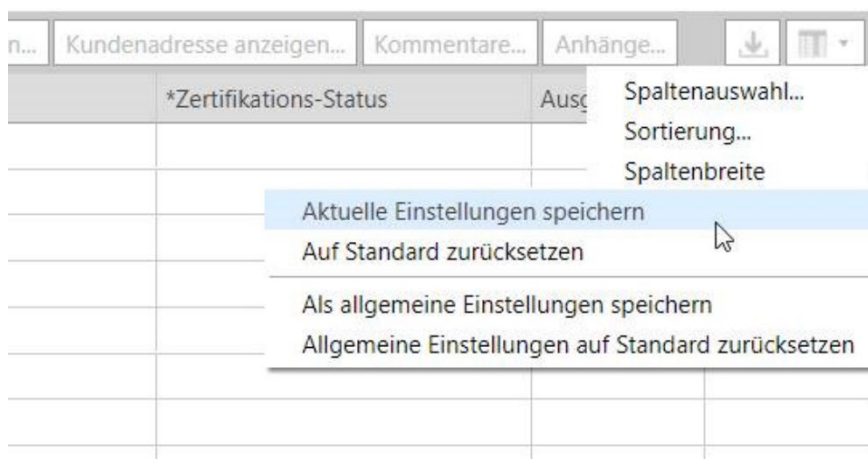 n... Kundenadresse anzeigen... Kommentare... Anhänge...
*Zertifikations-Status
Spaltenauswahl...
Sortierung...
Spaltenbreite
Aktuelle Einstellungen speichern
Auf Standard zurücksetzen
Als allgemeine Einstellungen speichern
Allgemeine Einstellungen auf Standard zurücksetzen